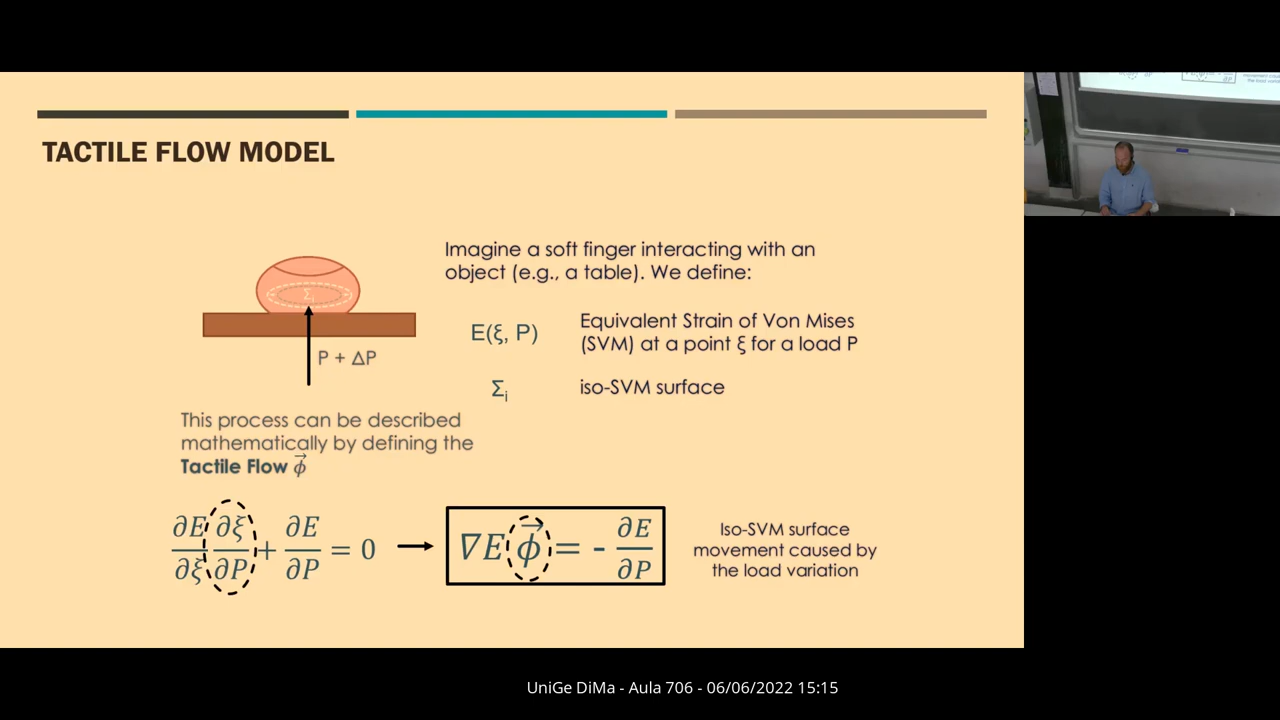 TACTILE FLOW MODEL
Imagine a soft finger interacting with an
object (e.g., a table). We define:
Σi
E(ξ, P)
Equivalent Strain of Von Mises
(SVM) at a point ξ for a load P
P + ΔP
Σi
iso-SVM surface
This process can be described
mathematically by defining the
Tactile Flow ϕ⃗
∂E/∂ξ ∂ξ/∂P + ∂E/∂P = 0
∇E ϕ⃗ = - ∂E/∂P
Iso-SVM surface
movement caused by
the load variation
UniGe DiMa - Aula 706 - 06/06/2022 15:15